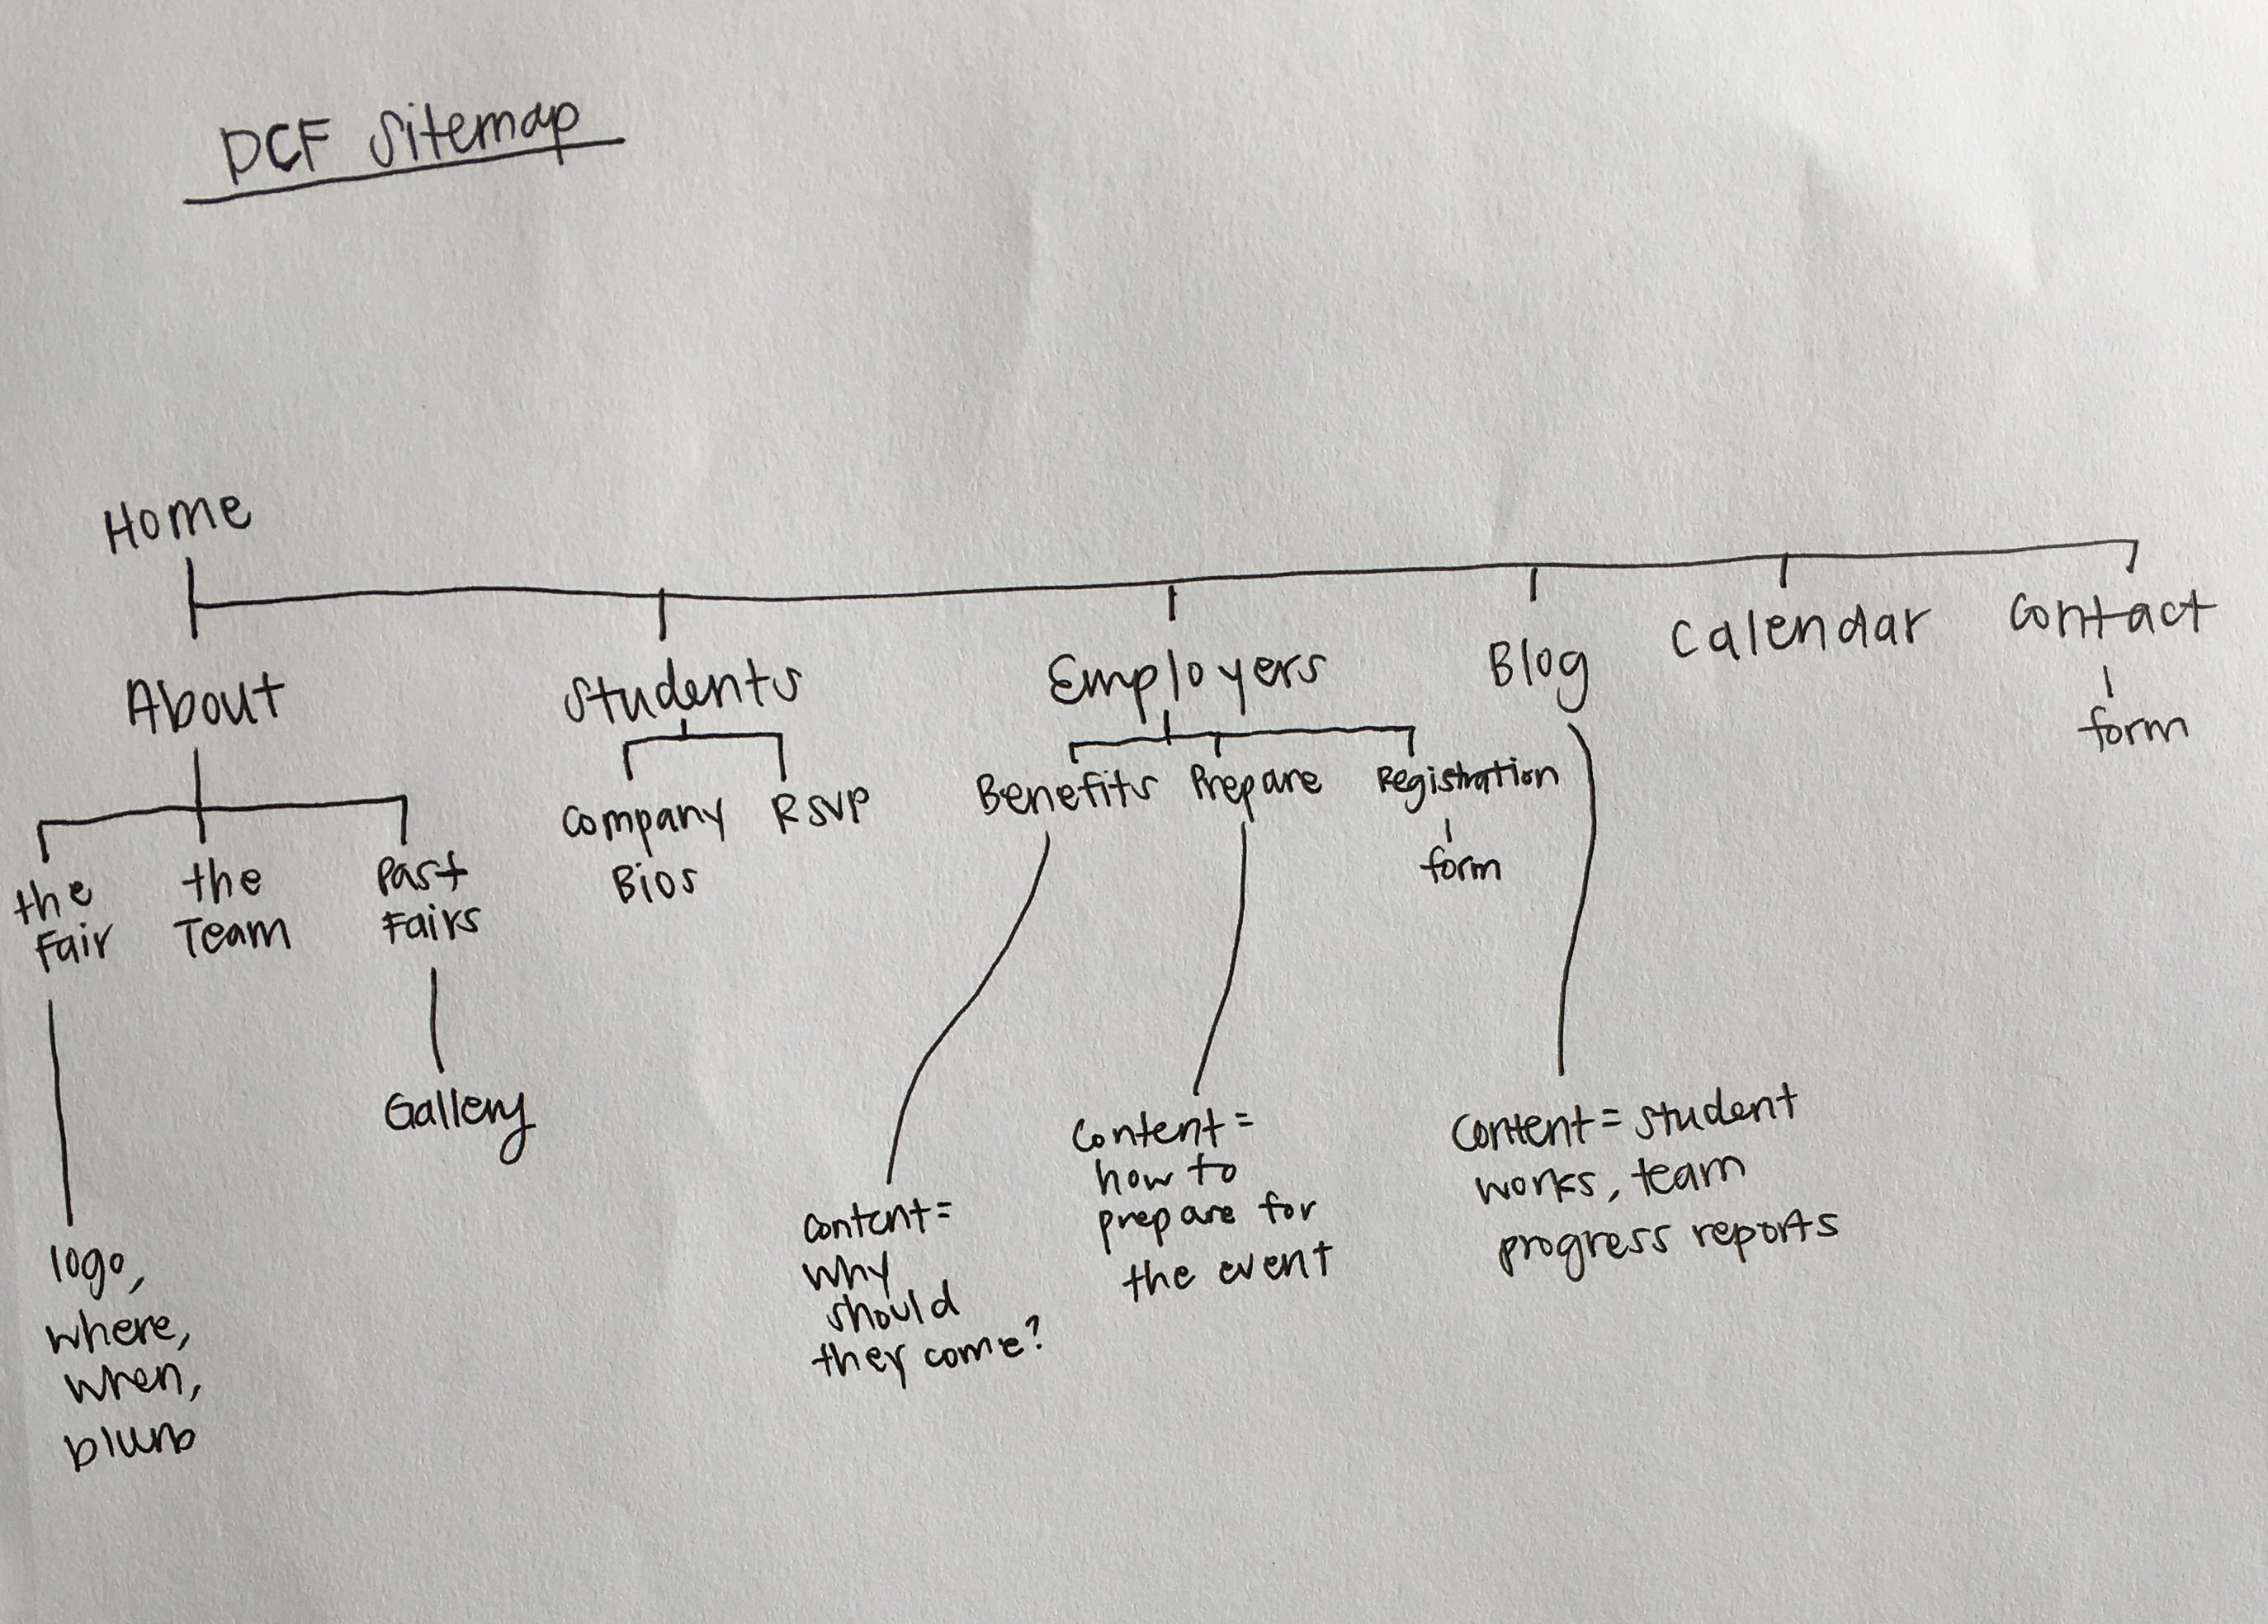 DCF Sitemap
Home
About
Students
Employers
Blog
Calendar
Contact
form
the
Fair
the
Team
Past
Fairs
Company
Bios
RSVP
Benefits
Prepare
Registration
form
Gallery
logo,
where,
when,
blurb
content =
why
should
they come?
Content =
how to
prepare for
the event
Content = student
works, team
progress reports